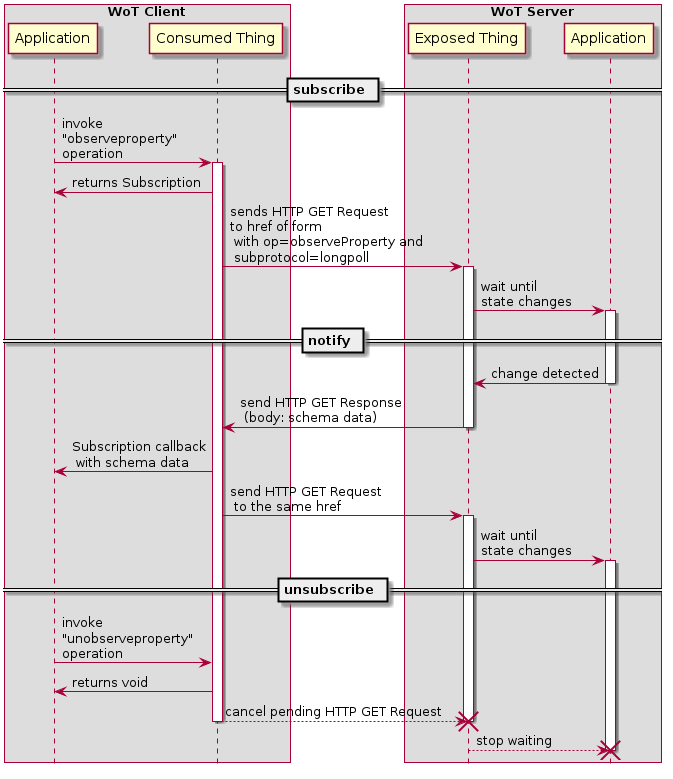 WoT Client
WoT Server
Application
Consumed Thing
Exposed Thing
Application
subscribe
invoke
"observeproperty"
operation
returns Subscription
sends HTTP GET Request
to href of form
with op=observeProperty and
subprotocol=longpoll
wait until
state changes
notify
change detected
send HTTP GET Response
(body: schema data)
Subscription callback
with schema data
send HTTP GET Request
to the same href
wait until
state changes
unsubscribe
invoke
"unobserveproperty"
operation
returns void
cancel pending HTTP GET Request
stop waiting